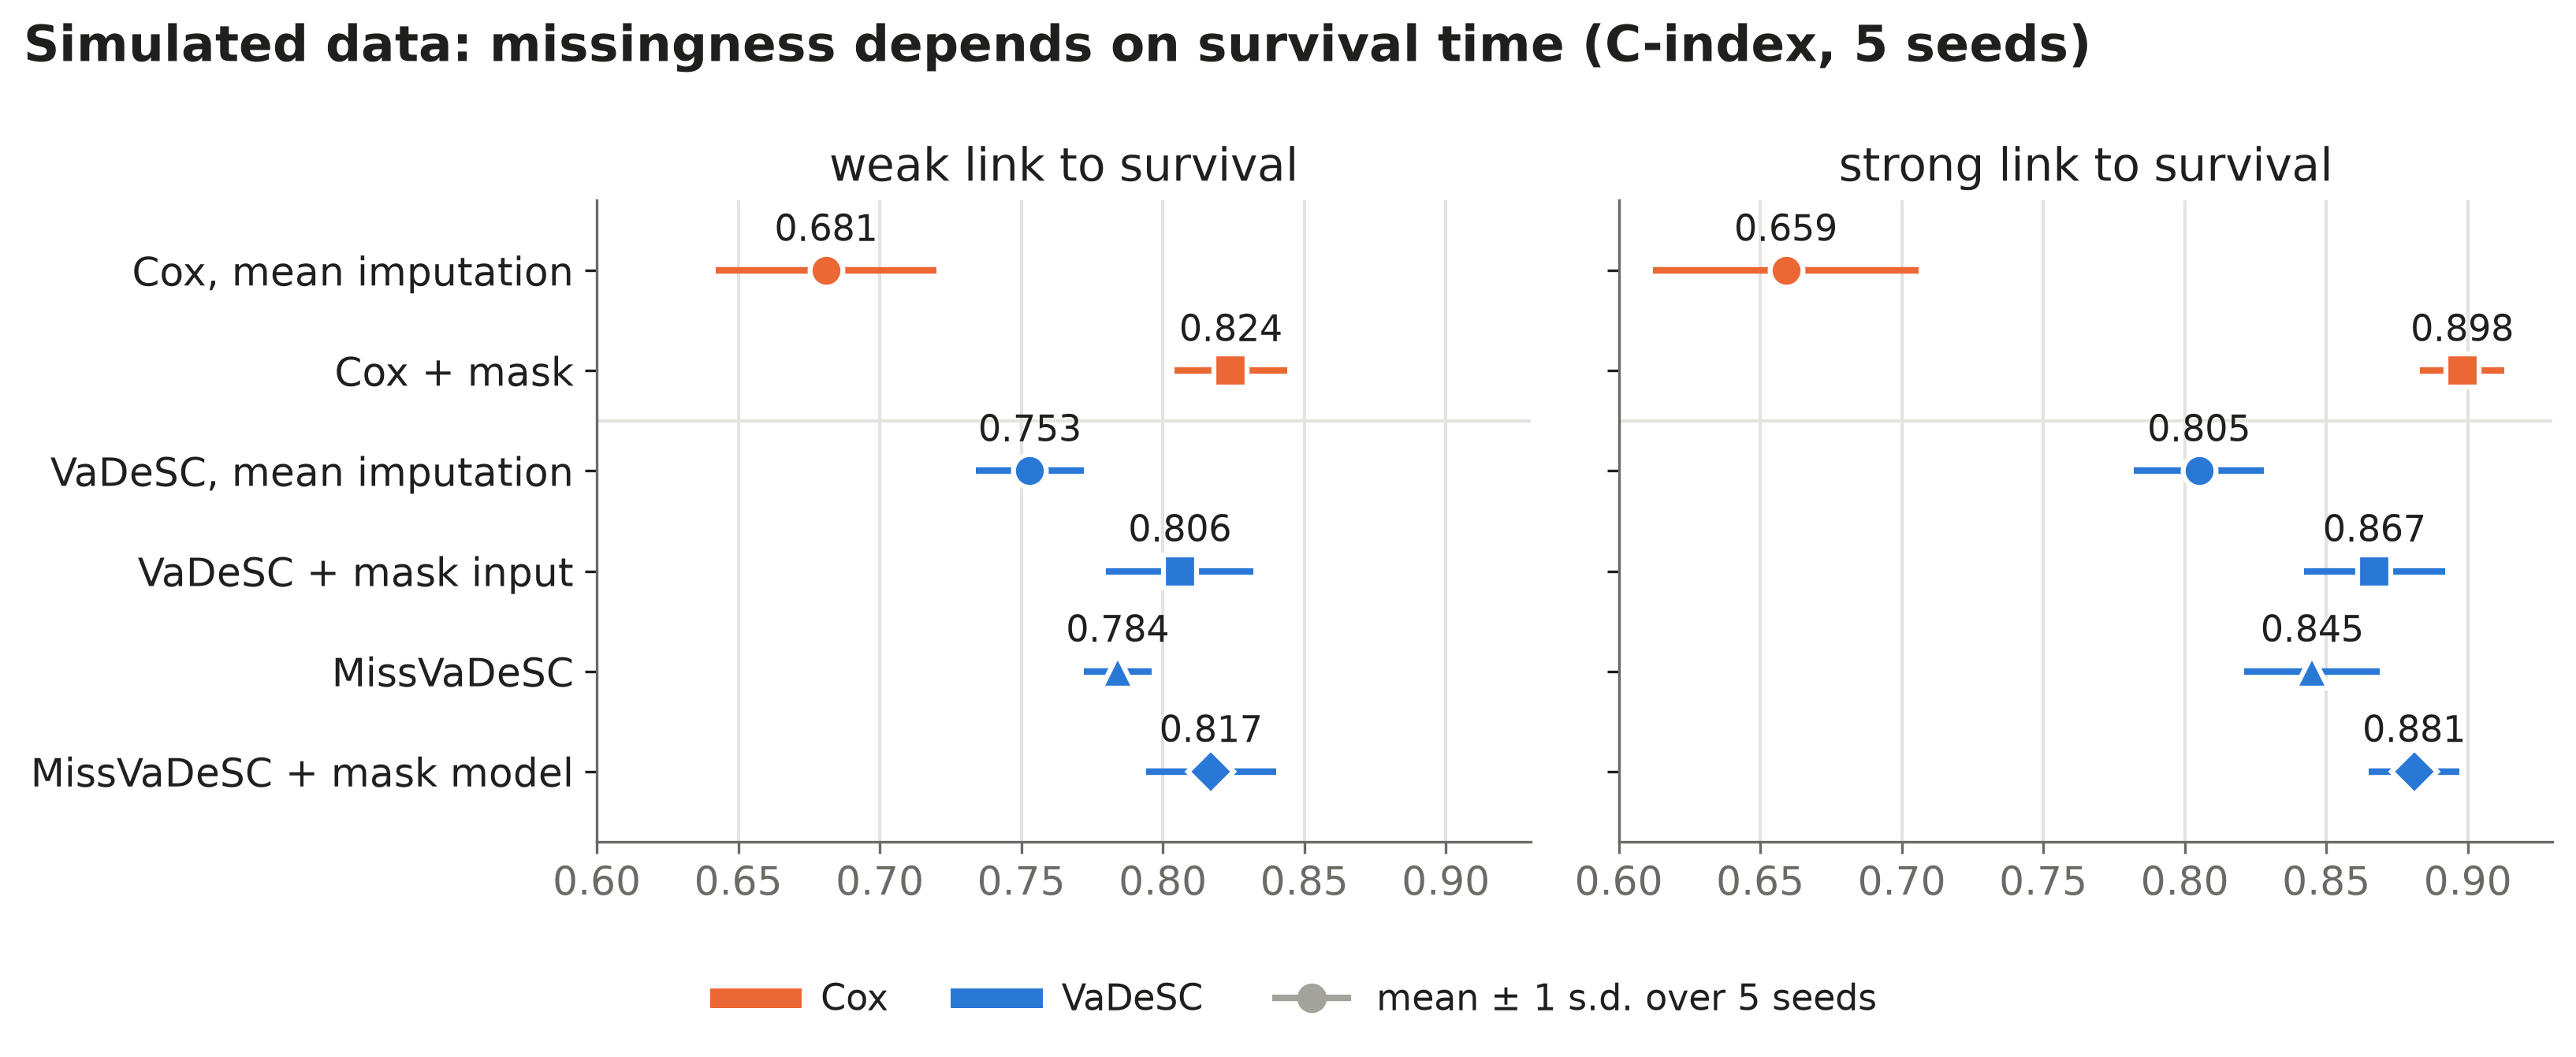 Simulated data: missingness depends on survival time (C-index, 5 seeds)
weak link to survival
strong link to survival
Cox, mean imputation
0.681
0.659
Cox + mask
0.824
0.898
VaDeSC, mean imputation
0.753
0.805
VaDeSC + mask input
0.806
0.867
MissVaDeSC
0.784
0.845
MissVaDeSC + mask model
0.817
0.881
0.60 0.65 0.70 0.75 0.80 0.85 0.90
0.60 0.65 0.70 0.75 0.80 0.85 0.90
Cox VaDeSC mean ± 1 s.d. over 5 seeds